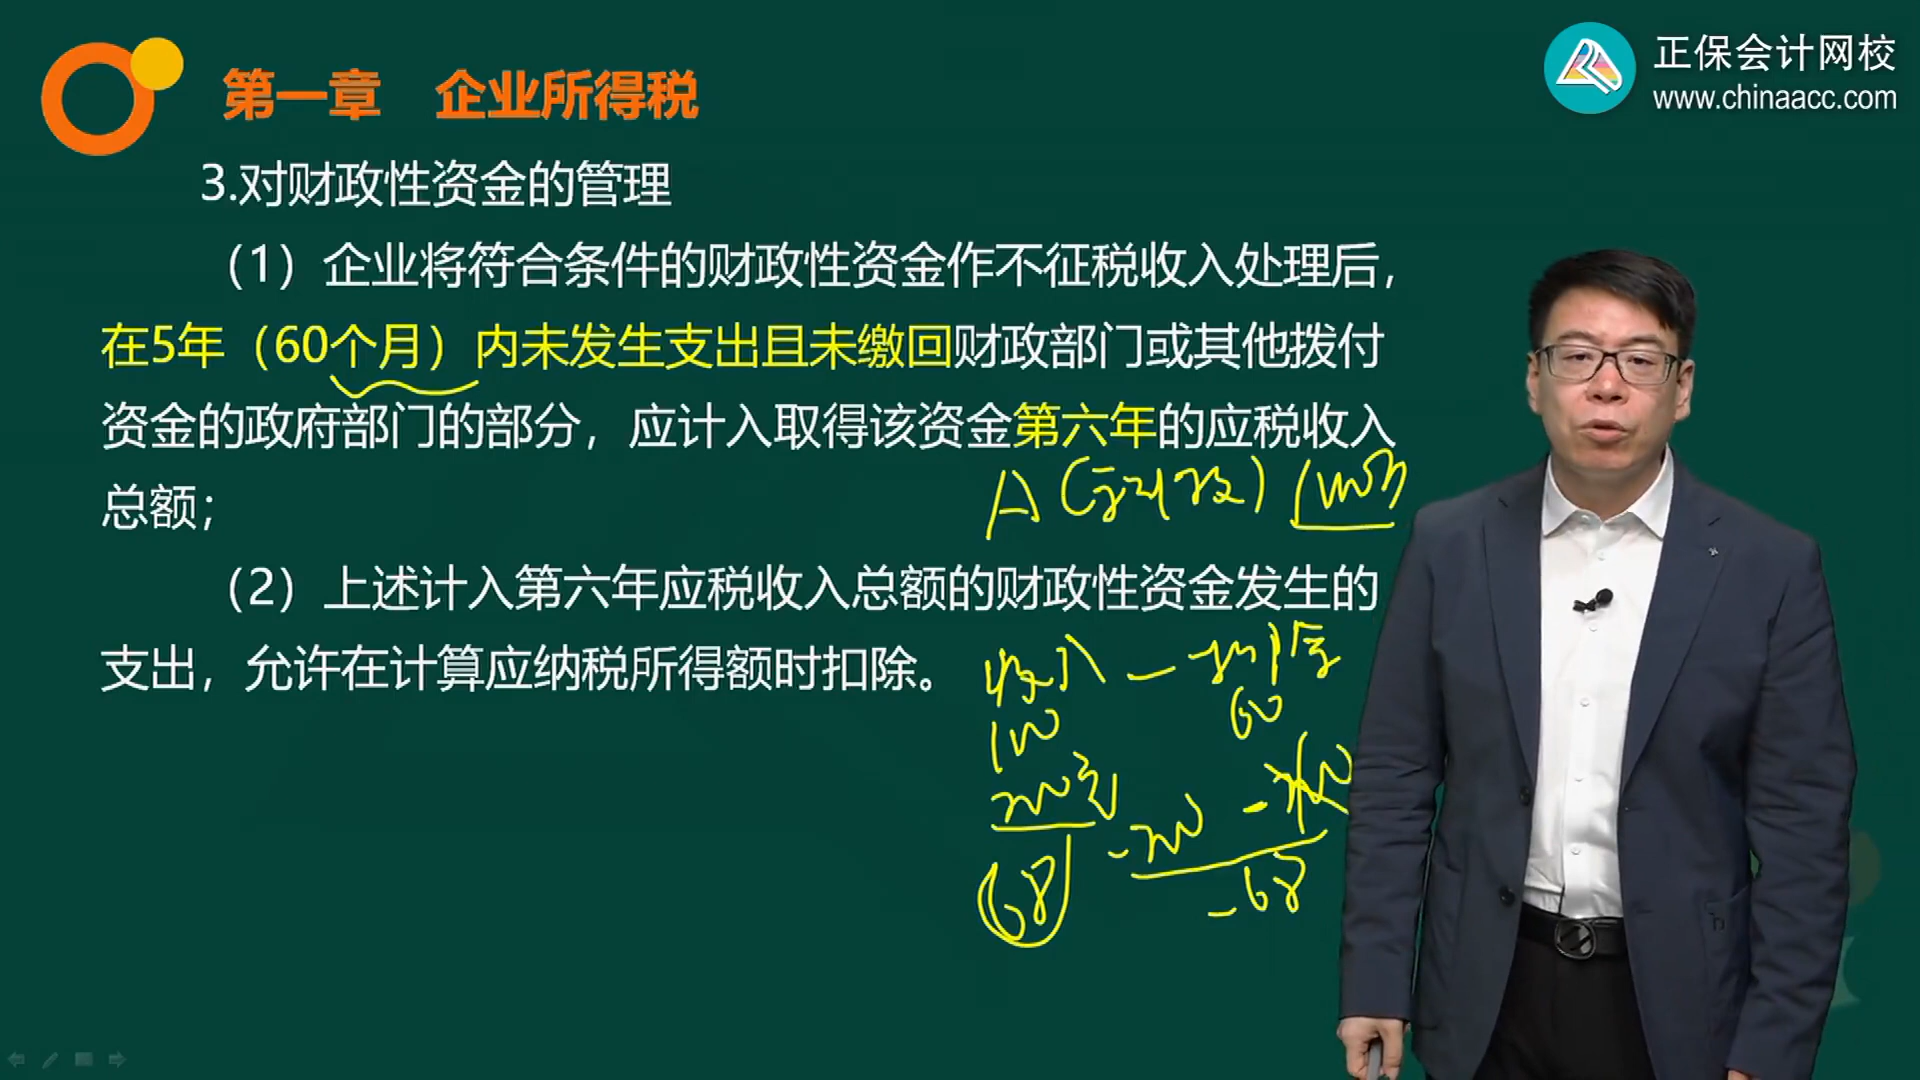 第一章 企业所得税
正保会计网校
www.chinaacc.com
3.对财政性资金的管理
（1）企业将符合条件的财政性资金作不征税收入处理后，
在5年（60个月）内未发生支出且未缴回财政部门或其他拨付
资金的政府部门的部分，应计入取得该资金第六年的应税收入
总额；
（2）上述计入第六年应税收入总额的财政性资金发生的
支出，允许在计算应纳税所得额时扣除。
收入 - 扣除
60
68
-68